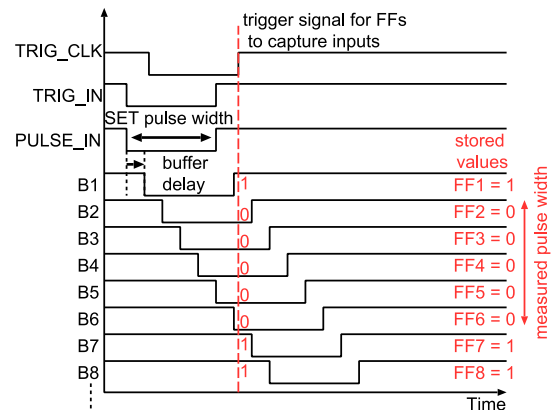 trigger signal for FFs
to capture inputs
TRIG_CLK
TRIG_IN
SET pulse width
PULSE_IN
buffer
delay
stored
values
B1 1 FF1 = 1
B2 0 FF2 = 0
B3 0 FF3 = 0
B4 0 FF4 = 0
B5 0 FF5 = 0
B6 0 FF6 = 0
B7 1 FF7 = 1
B8 1 FF8 = 1
measured pulse width
Time